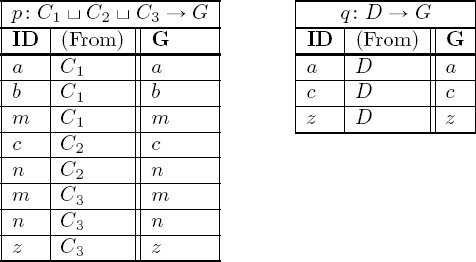 p: C₁ ⊔ C₂ ⊔ C₃ → G
ID (From) G
a C₁ a
b C₁ b
m C₁ m
c C₂ c
n C₂ n
m C₃ m
n C₃ n
z C₃ z
q: D → G
ID (From) G
a D a
c D c
z D z